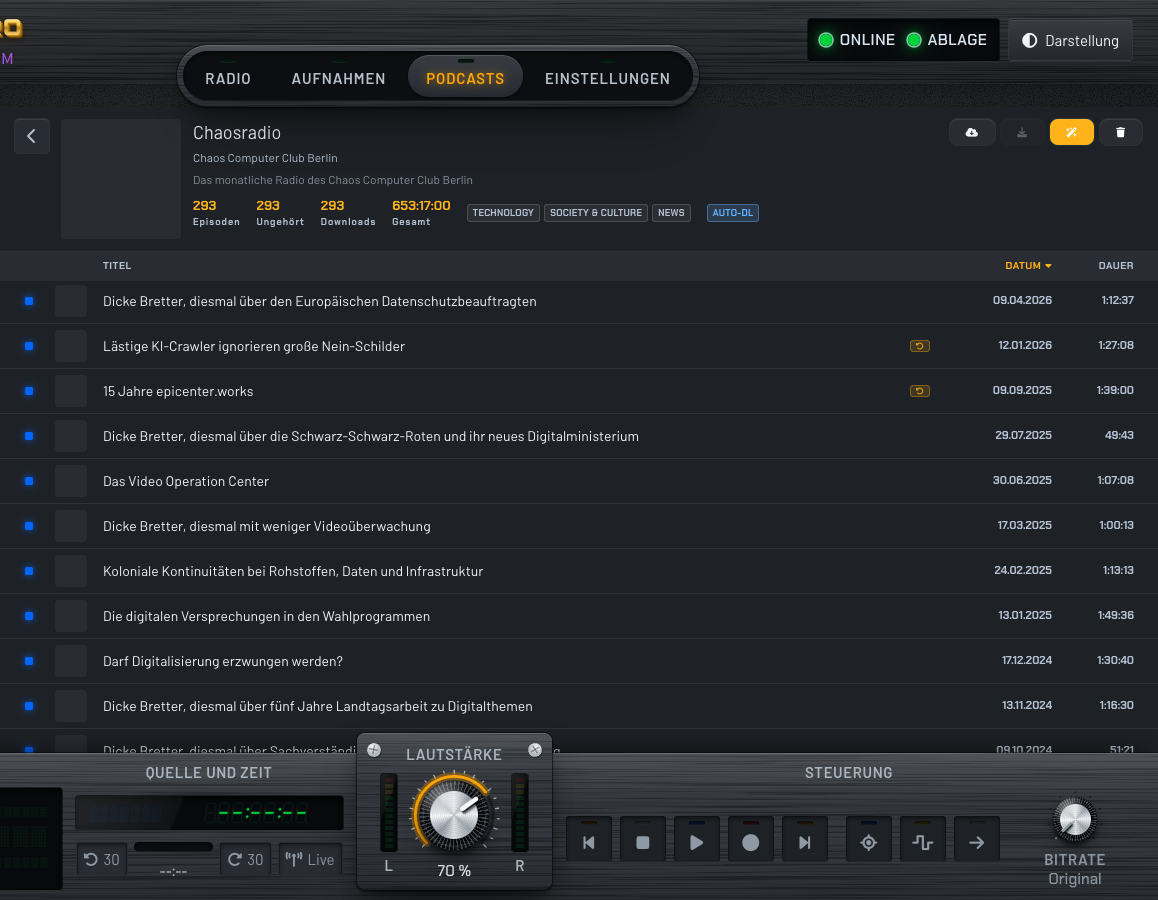 ONLINE ABLAGE Darstellung
M
RADIO AUFNAHMEN PODCASTS EINSTELLUNGEN
Chaosradio
Chaos Computer Club Berlin
Das monatliche Radio des Chaos Computer Club Berlin
293 293 293 653:17:00
Episoden Ungehört Downloads Gesamt
TECHNOLOGY SOCIETY & CULTURE NEWS AUTO-DL
TITEL DATUM DAUER
Dicke Bretter, diesmal über den Europäischen Datenschutzbeauftragten 09.04.2026 1:12:37
Lästige KI-Crawler ignorieren große Nein-Schilder 12.01.2026 1:27:08
15 Jahre epicenter.works 09.09.2025 1:39:00
Dicke Bretter, diesmal über die Schwarz-Schwarz-Roten und ihr neues Digitalministerium 29.07.2025 49:43
Das Video Operation Center 30.06.2025 1:07:08
Dicke Bretter, diesmal mit weniger Videoüberwachung 17.03.2025 1:00:13
Koloniale Kontinuitäten bei Rohstoffen, Daten und Infrastruktur 24.02.2025 1:13:13
Die digitalen Versprechungen in den Wahlprogrammen 13.01.2025 1:49:36
Darf Digitalisierung erzwungen werden? 17.12.2024 1:30:40
Dicke Bretter, diesmal über fünf Jahre Landtagsarbeit zu Digitalthemen 13.11.2024 1:16:30
Dicke Bretter, diesmal über 09.10.2024 51:21
QUELLE UND ZEIT LAUTSTÄRKE STEUERUNG
--:--:--
30 --:-- 30 Live
L 70 % R
BITRATE
Original